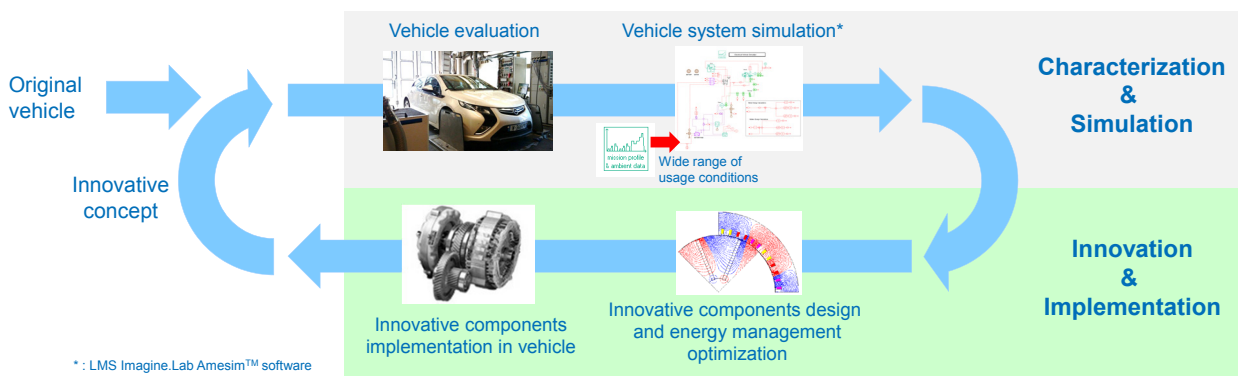 Vehicle evaluation
Vehicle system simulation*
Original
vehicle
Characterization
&
Simulation
mission profile
& ambient data
Wide range of
usage conditions
Innovative
concept
Innovation
&
Implementation
Innovative components
implementation in vehicle
Innovative components design
and energy management
optimization
* : LMS Imagine.Lab Amesim™ software